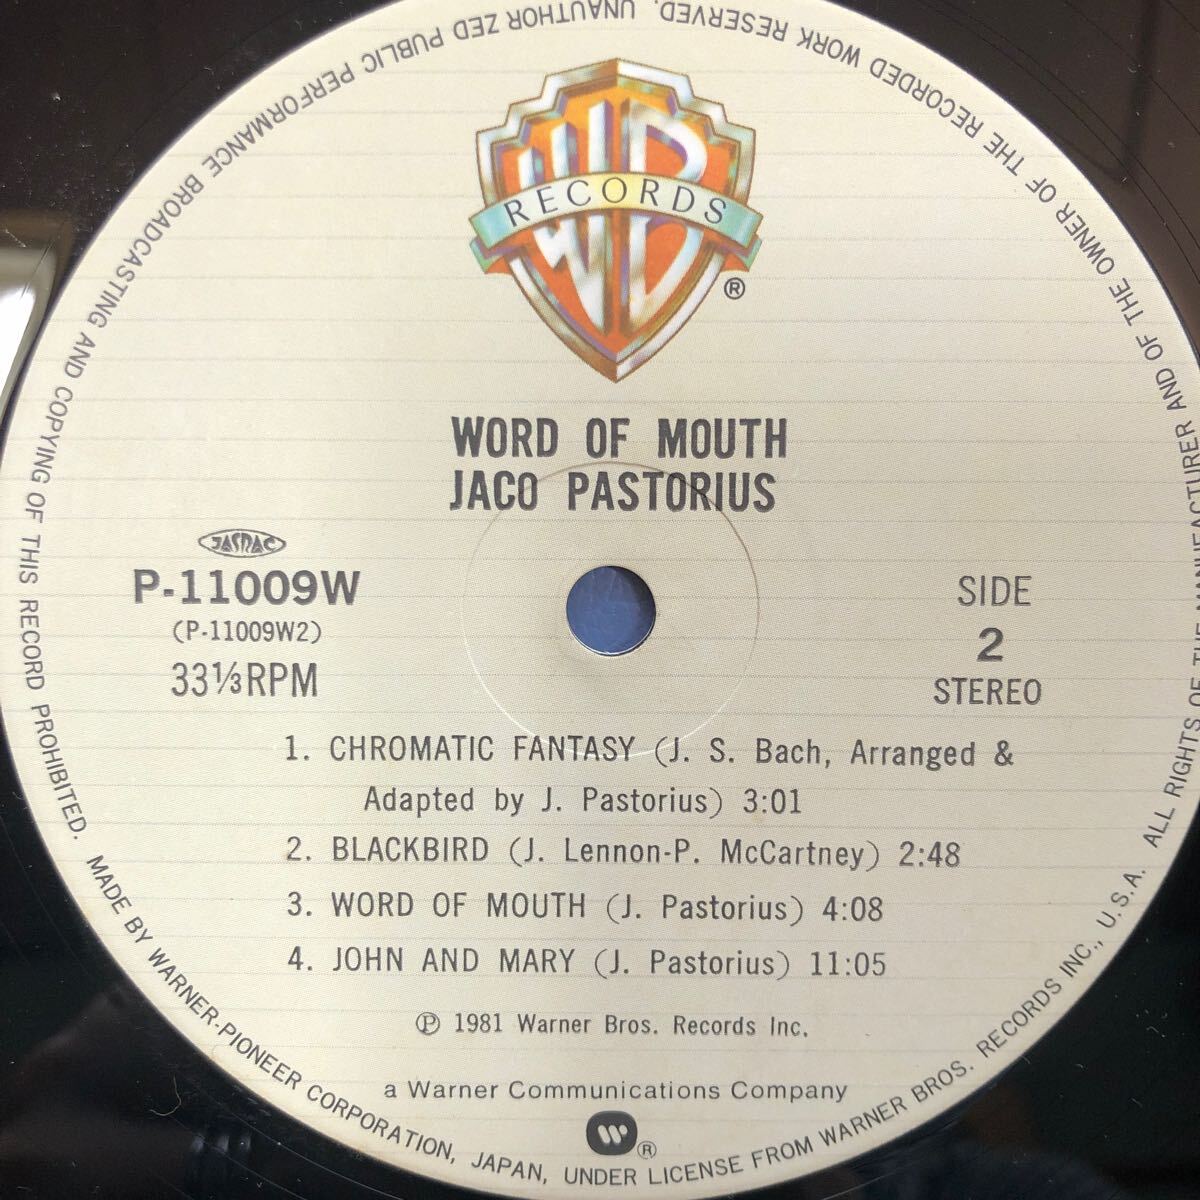 WB
RECORDS
®
WORD OF MOUTH
JACO PASTORIUS
JASRAC
P-11009W
(P-11009W2)
33⅓RPM
SIDE
2
STEREO
1. CHROMATIC FANTASY (J. S. Bach, Arranged &
Adapted by J. Pastorius) 3:01
2. BLACKBIRD (J. Lennon-P. McCartney) 2:48
3. WORD OF MOUTH (J. Pastorius) 4:08
4. JOHN AND MARY (J. Pastorius) 11:05
Ⓟ 1981 Warner Bros. Records Inc.
a Warner Communications Company
®
MADE BY WARNER-PIONEER CORPORATION, JAPAN, UNDER LICENSE FROM WARNER BROS. RECORDS INC., U.S.A. ALL RIGHTS OF THE MANUFACTURER AND OF THE OWNER OF THE RECORDED WORK RESERVED. UNAUTHOR ZED PUBLIC PERFORMANCE BROADCASTING AND COPYING OF THIS RECORD PROHIBITED.